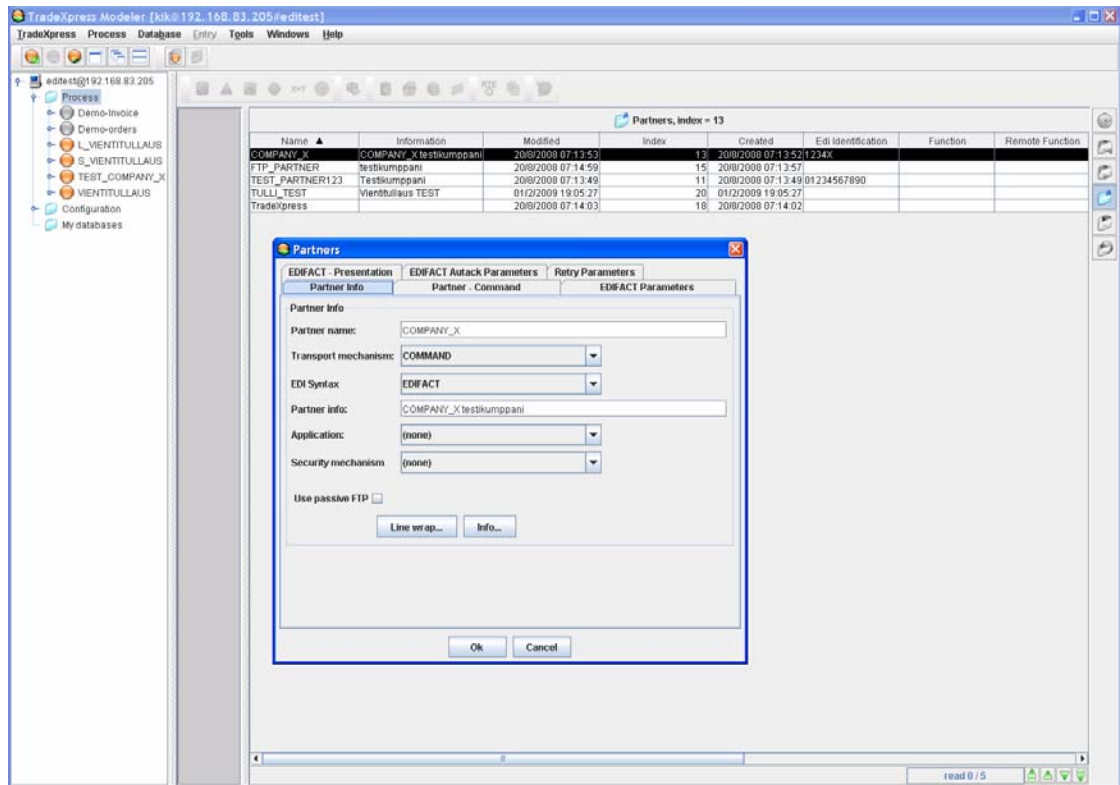 TradeXpress Modeler [kik@192.168.83.205#editest]
TradeXpress Process Database Entry Tools Windows Help
editest@192.168.83.205
Process
Demo-Invoice
Demo-orders
L_VIENTITULLAUS
S_VIENTITULLAUS
TEST_COMPANY_X
VIENTITULLAUS
Configuration
My databases
Partners, index = 13
Name ▲ Information Modified Index Created Edi Identification Function Remote Function
COMPANY_X COMPANY_X testikumppani 20/8/2008 07:13:53 13 20/8/2008 07:13:52 1234X
FTP_PARTNER testikumppani 20/8/2008 07:14:59 15 20/8/2008 07:13:57
TEST_PARTNER123 Testikumppani 20/8/2008 07:13:49 11 20/8/2008 07:13:49 01234567890
TULLI_TEST Vientitullaus TEST 01/2/2009 19:05:27 20 01/2/2009 19:05:27
TradeXpress 20/8/2008 07:14:03 18 20/8/2008 07:14:02
Partners
EDIFACT - Presentation EDIFACT Autack Parameters Retry Parameters
Partner Info Partner - Command EDIFACT Parameters
Partner Info
Partner name: COMPANY_X
Transport mechanism: COMMAND
EDI Syntax EDIFACT
Partner info: COMPANY_X testikumppani
Application: (none)
Security mechanism (none)
Use passive FTP
Line wrap... Info...
Ok Cancel
read 0 / 5